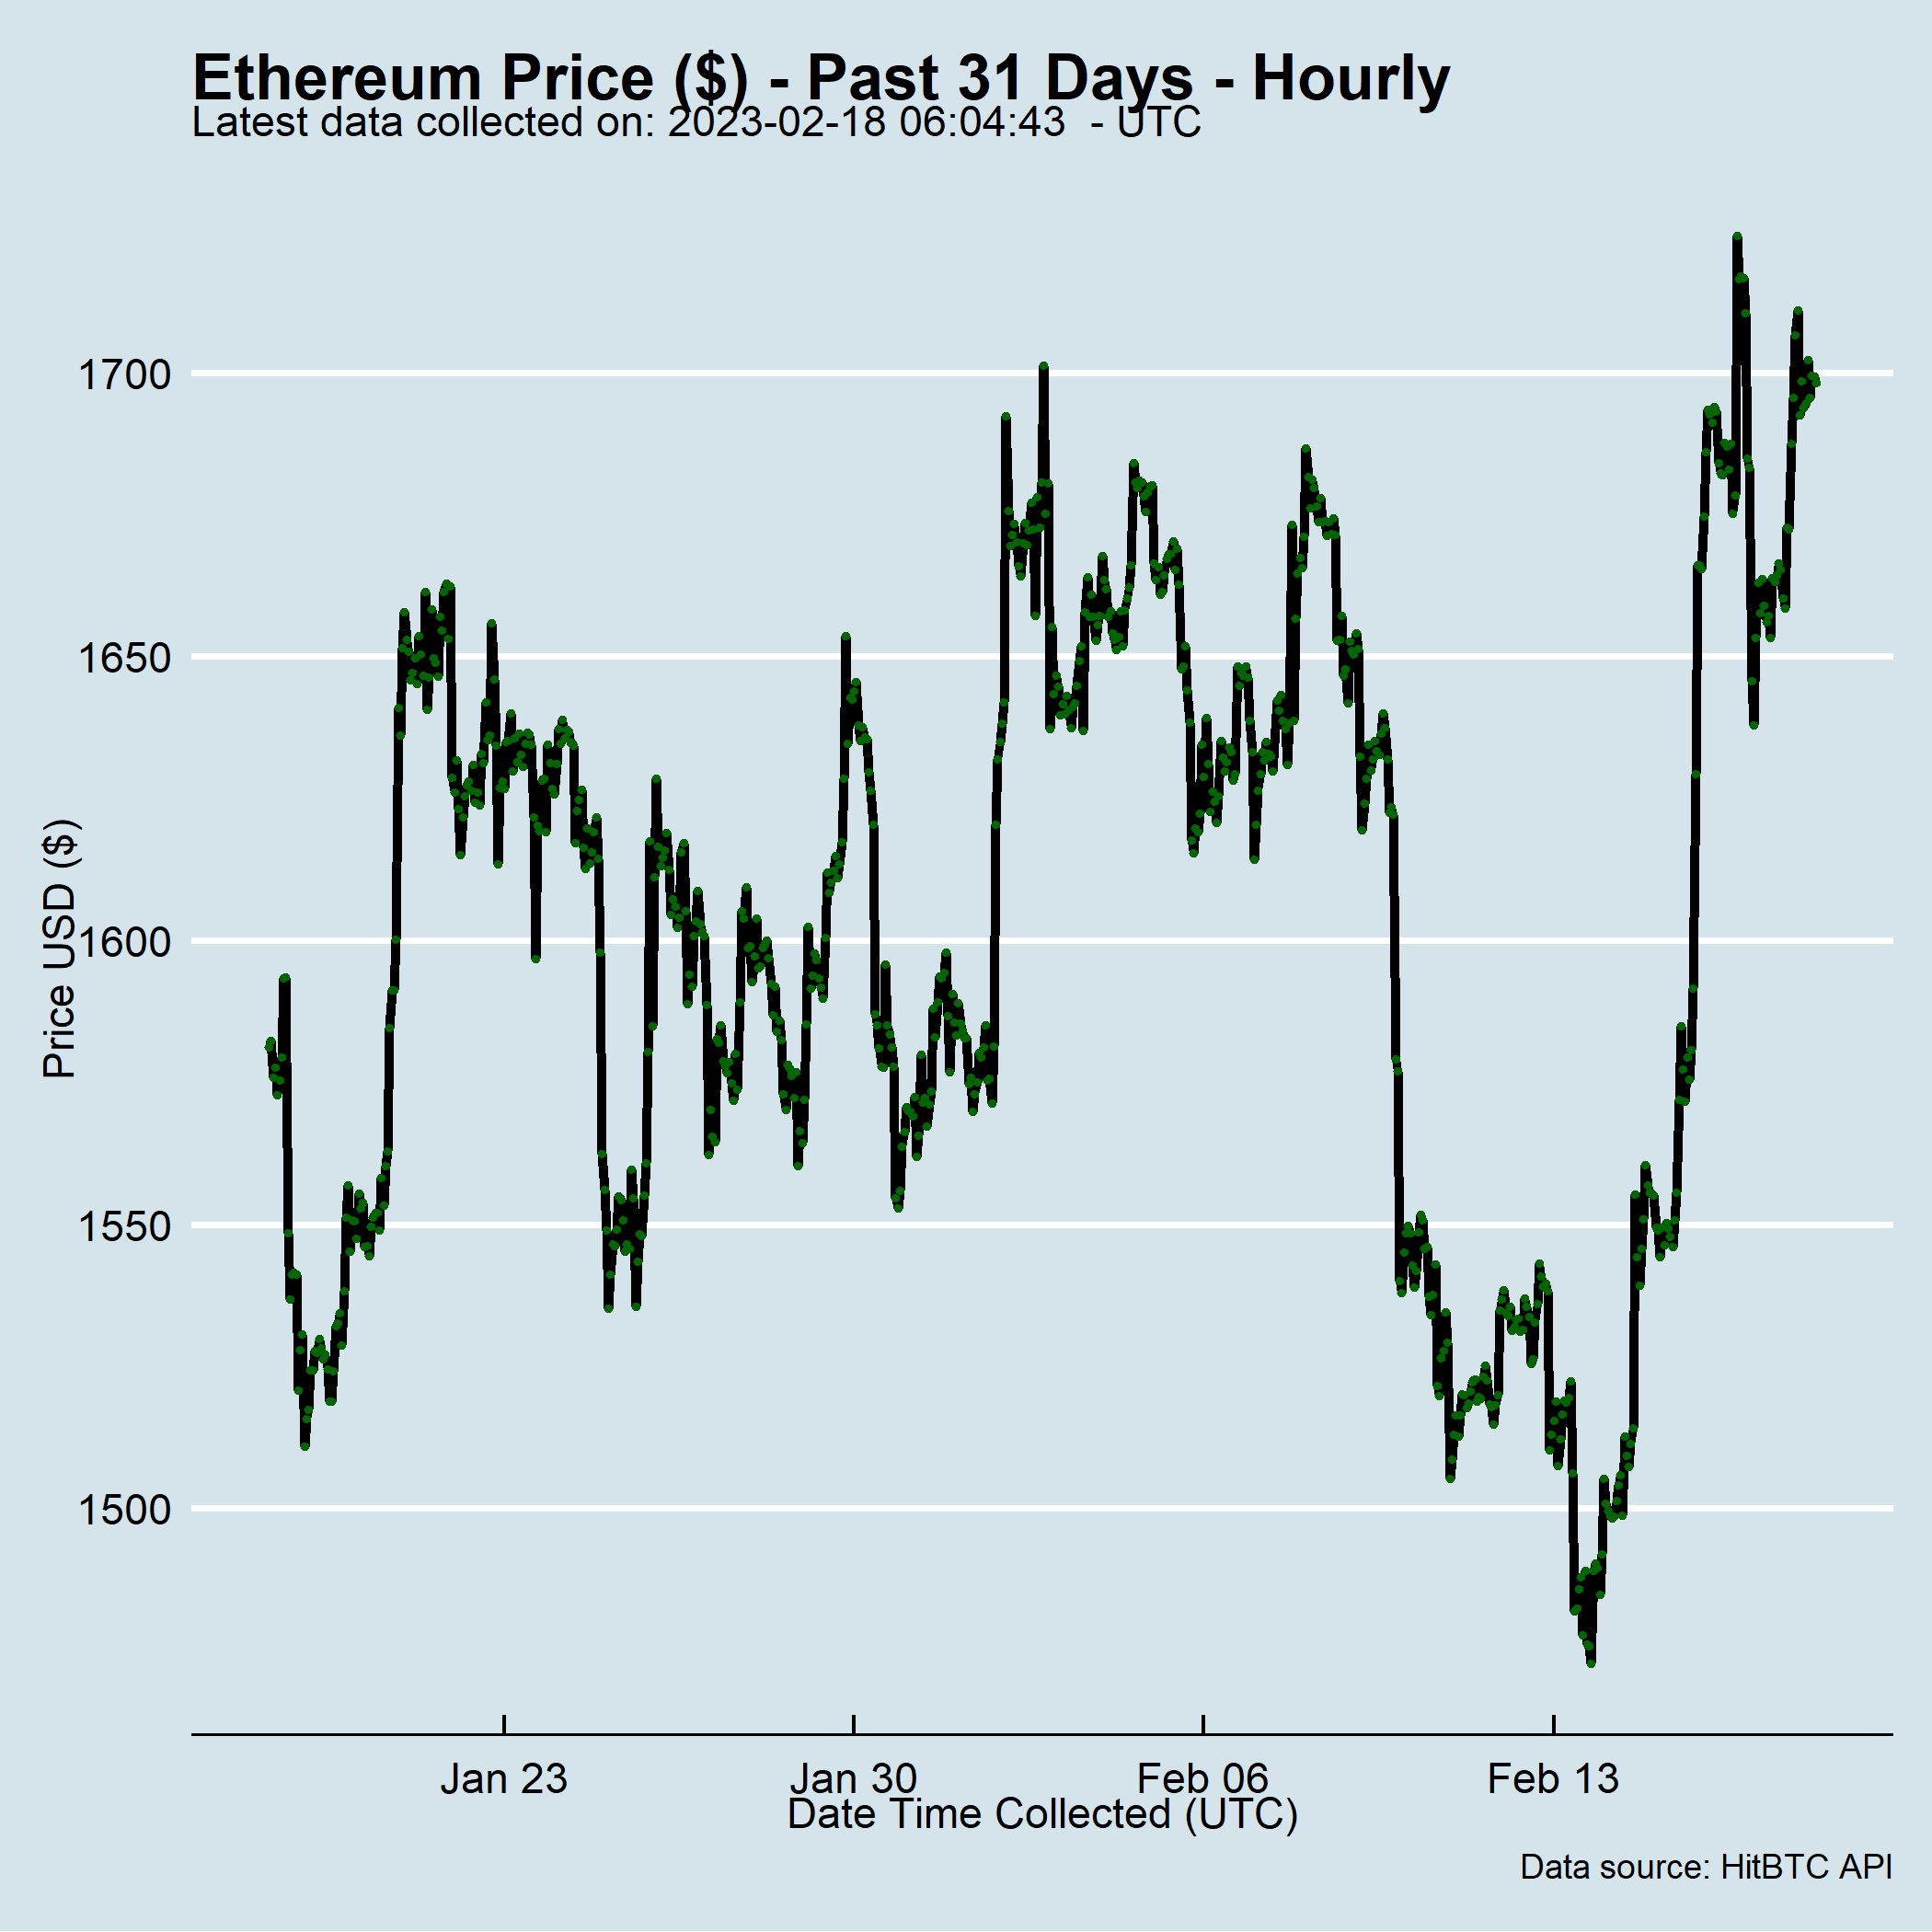 Ethereum Price ($) - Past 31 Days - Hourly
Latest data collected on: 2023-02-18 06:04:43  - UTC
Price USD ($)
1700
1650
1600
1550
1500
Jan 23
Jan 30
Feb 06
Feb 13
Date Time Collected (UTC)
Data source: HitBTC API